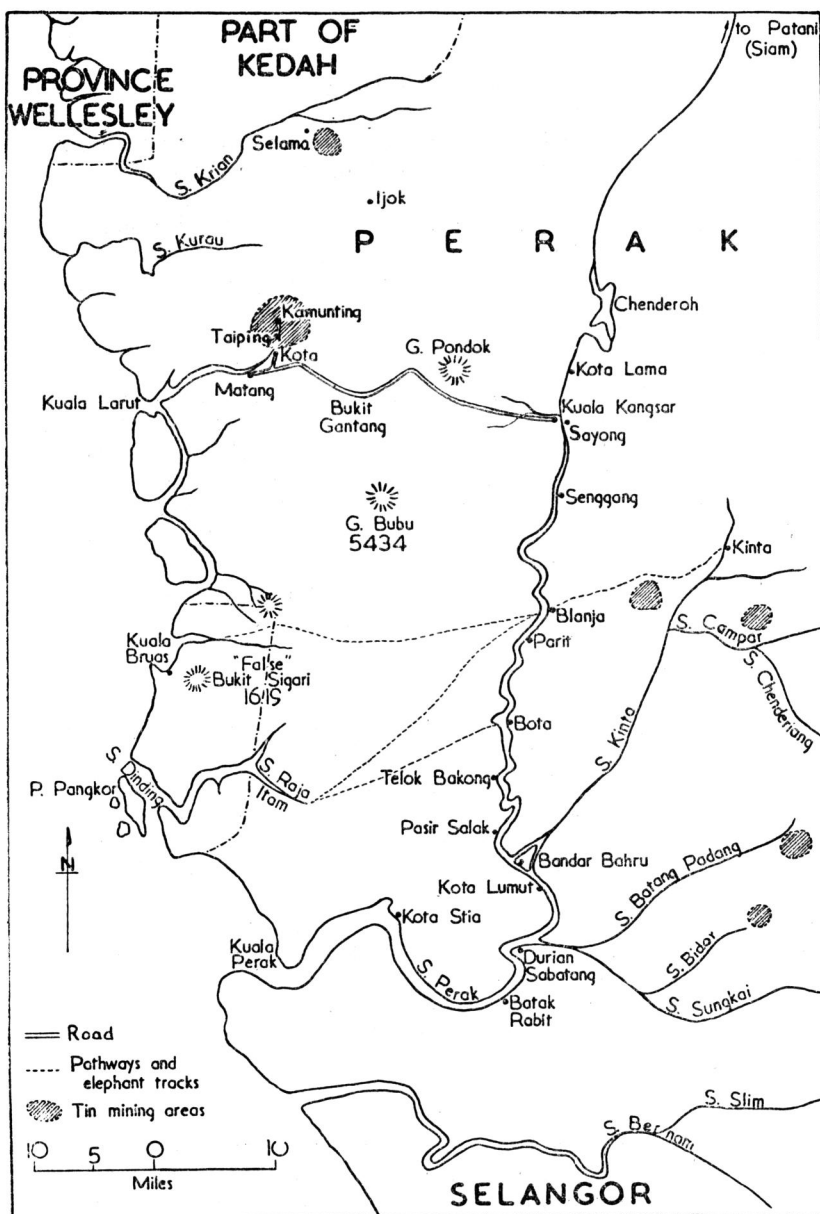 PART OF
KEDAH
to Patani
(Siam)
PROVINCE
WELLESLEY
Selama
S. Krian
Ijok
S. Kurau
P E R A K
Chenderoh
Kamunting
Taiping
Kota
G. Pondok
Kota Lama
Kuala Larut
Matang
Bukit
Gantang
Kuala Kangsar
Sayong
Senggang
G. Bubu
5434
Kinta
Blanja
S. Campar
Parit
Kuala
Bruas
"False"
Bukit Sigari
1619
S. Chenderiang
Bota
S. Kinta
S. Dinding
S. Raja
Itam
Telok Bakong
P. Pangkor
Pasir Salak
N
Bandar Bahru
S. Batang Padang
Kota Lumut
Kota Stia
Kuala
Perak
S. Perak
Durian
Sabatang
S. Bidor
Batak
Rabit
S. Sungkai
Road
Pathways and
elephant tracks
Tin mining areas
S. Slim
S. Bernam
10 5 0 10
Miles
SELANGOR